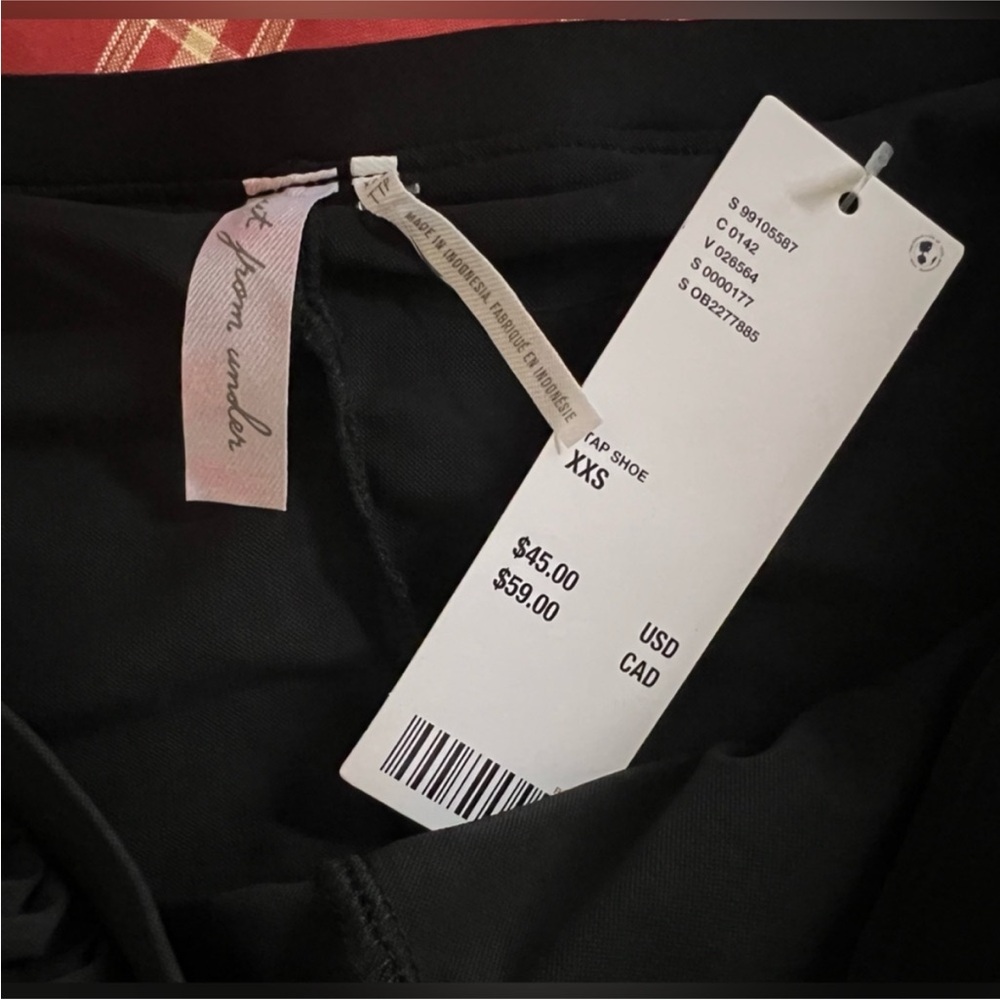 it from under
MADE IN INDONESIA, FABRIQUÉ EN INDONÉSIE
S 99105587
C 0142
V 026564
S 0000177
S OB2277885
TAP SHOE
XXS
$45.00 USD
$59.00 CAD